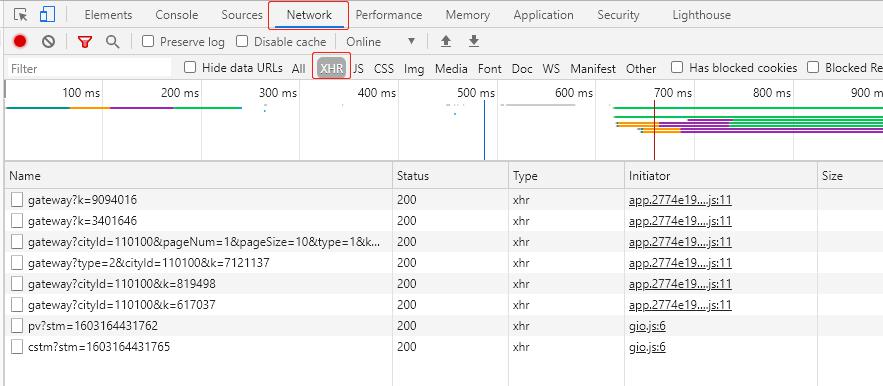 Elements Console Sources Network Performance Memory Application Security Lighthouse
Preserve log Disable cache Online ▼
Filter Hide data URLs All XHR JS CSS Img Media Font Doc WS Manifest Other Has blocked cookies Blocked Re
100 ms 200 ms 300 ms 400 ms 500 ms 600 ms 700 ms 800 ms 900 m
Name Status Type Initiator Size
gateway?k=9094016 200 xhr app.2774e19....js:11
gateway?k=3401646 200 xhr app.2774e19....js:11
gateway?cityId=110100&pageNum=1&pageSize=10&type=1&k... 200 xhr app.2774e19....js:11
gateway?type=2&cityId=110100&k=7121137 200 xhr app.2774e19....js:11
gateway?cityId=110100&k=819498 200 xhr app.2774e19....js:11
gateway?cityId=110100&k=617037 200 xhr app.2774e19....js:11
pv?stm=1603164431762 200 xhr gio.js:6
cstm?stm=1603164431765 200 xhr gio.js:6